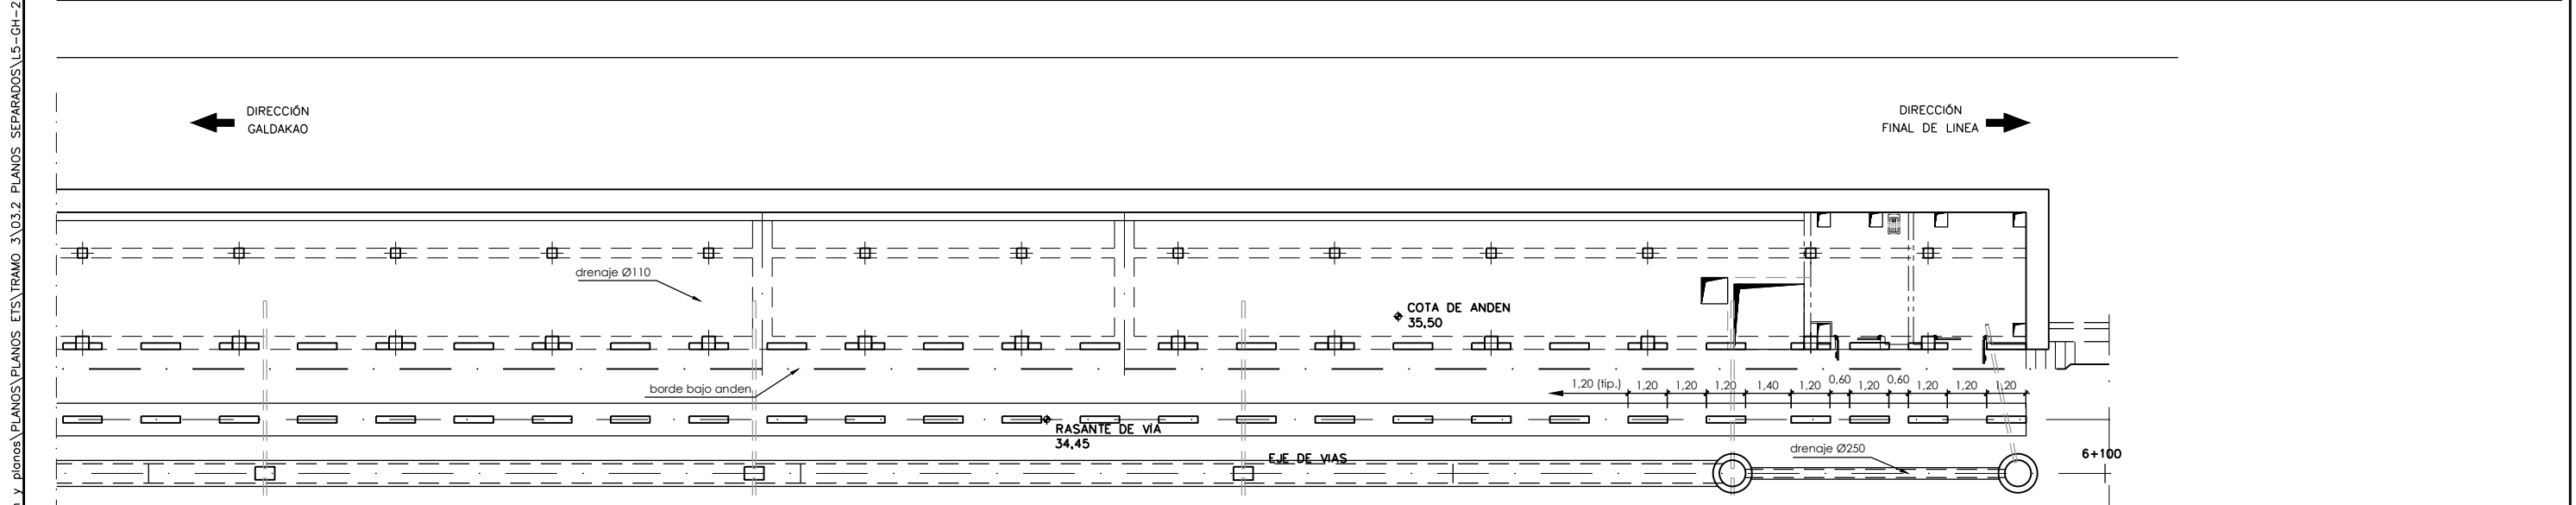 n y planos\PLANOS\PLANOS ETS\TRAMO 3\03.2 PLANOS SEPARADOS\L5-GH-2
DIRECCIÓN
GALDAKAO
DIRECCIÓN
FINAL DE LINEA
drenaje Ø110
COTA DE ANDEN
35,50
borde bajo anden
1,20 (tip.) 1,20 1,20 1,20 1,40 1,20 0,60 1,20 0,60 1,20 1,20 1,20
RASANTE DE VÍA
34,45
EJE DE VIAS
drenaje Ø250
6+100